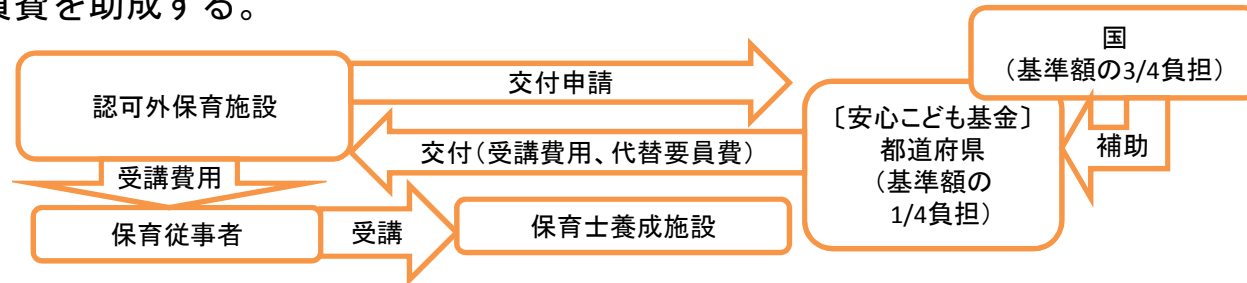 員費を助成する。
国
（基準額の3/4負担）
認可外保育施設
交付申請
〔安心こども基金〕
都道府県
（基準額の
1/4負担）
補助
交付（受講費用、代替要員費）
受講費用
保育従事者
受講
保育士養成施設